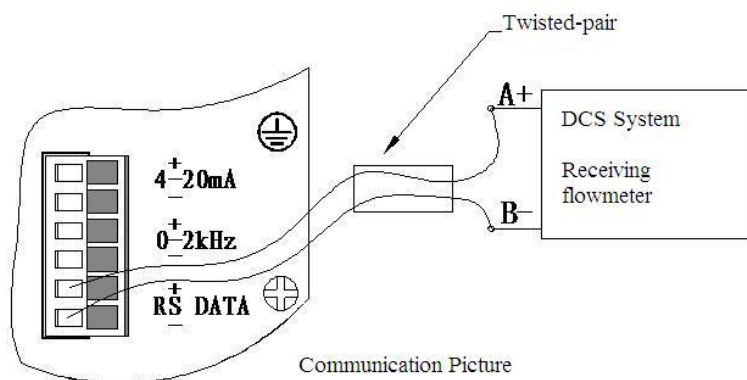 Twisted-pair
A+
DCS System
+
4-20mA
-
Receiving
flowmeter
+
0-2kHz
-
B-
+
RS DATA
-
Communication Picture